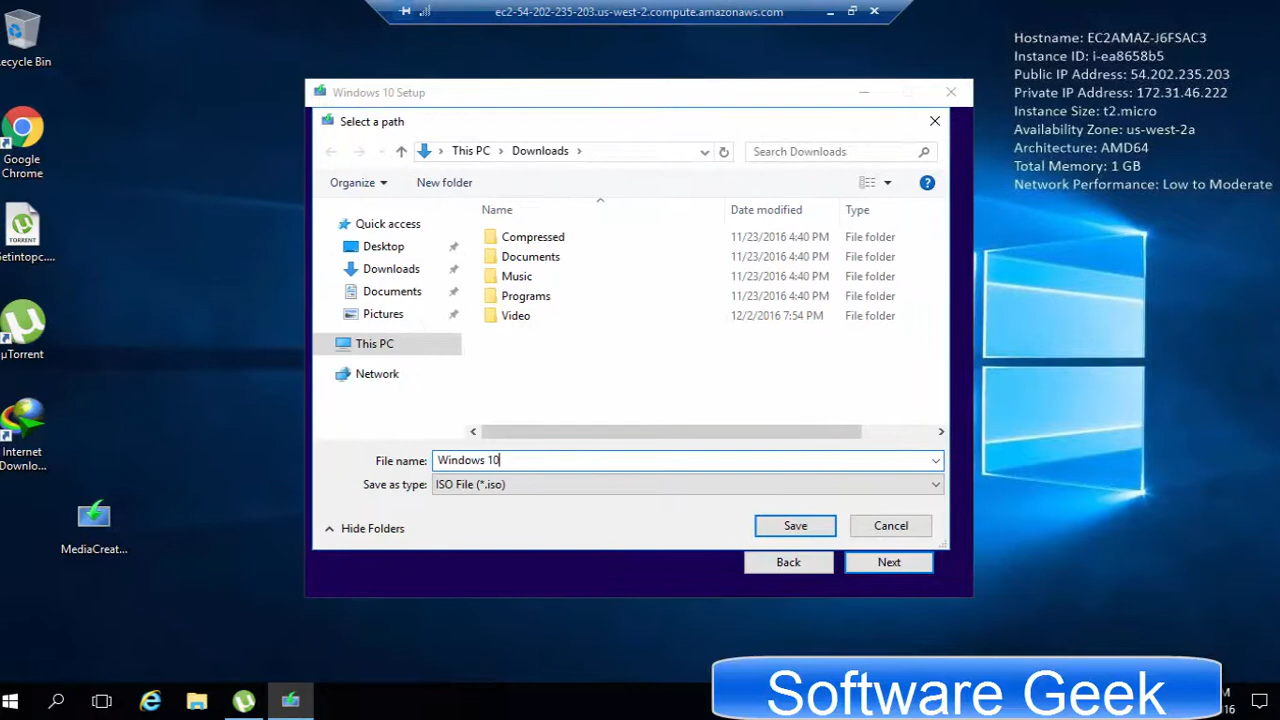 ec2-54-202-235-203.us-west-2.compute.amazonaws.com
ecycle Bin
Google
Chrome
TORRENT
Getintopc....
µTorrent
Internet
Downlo...
MediaCreat...
Hostname: EC2AMAZ-J6FSAC3
Instance ID: i-ea8658b5
Public IP Address: 54.202.235.203
Private IP Address: 172.31.46.222
Instance Size: t2.micro
Availability Zone: us-west-2a
Architecture: AMD64
Total Memory: 1 GB
Network Performance: Low to Moderate
Windows 10 Setup
Select a path
This PC > Downloads >
Search Downloads
Organize
New folder
Quick access
Desktop
Downloads
Documents
Pictures
This PC
Network
Name Date modified Type
Compressed 11/23/2016 4:40 PM File folder
Documents 11/23/2016 4:40 PM File folder
Music 11/23/2016 4:40 PM File folder
Programs 11/23/2016 4:40 PM File folder
Video 12/2/2016 7:54 PM File folder
File name: Windows 10
Save as type: ISO File (*.iso)
Hide Folders
Save Cancel
Back Next
Software Geek